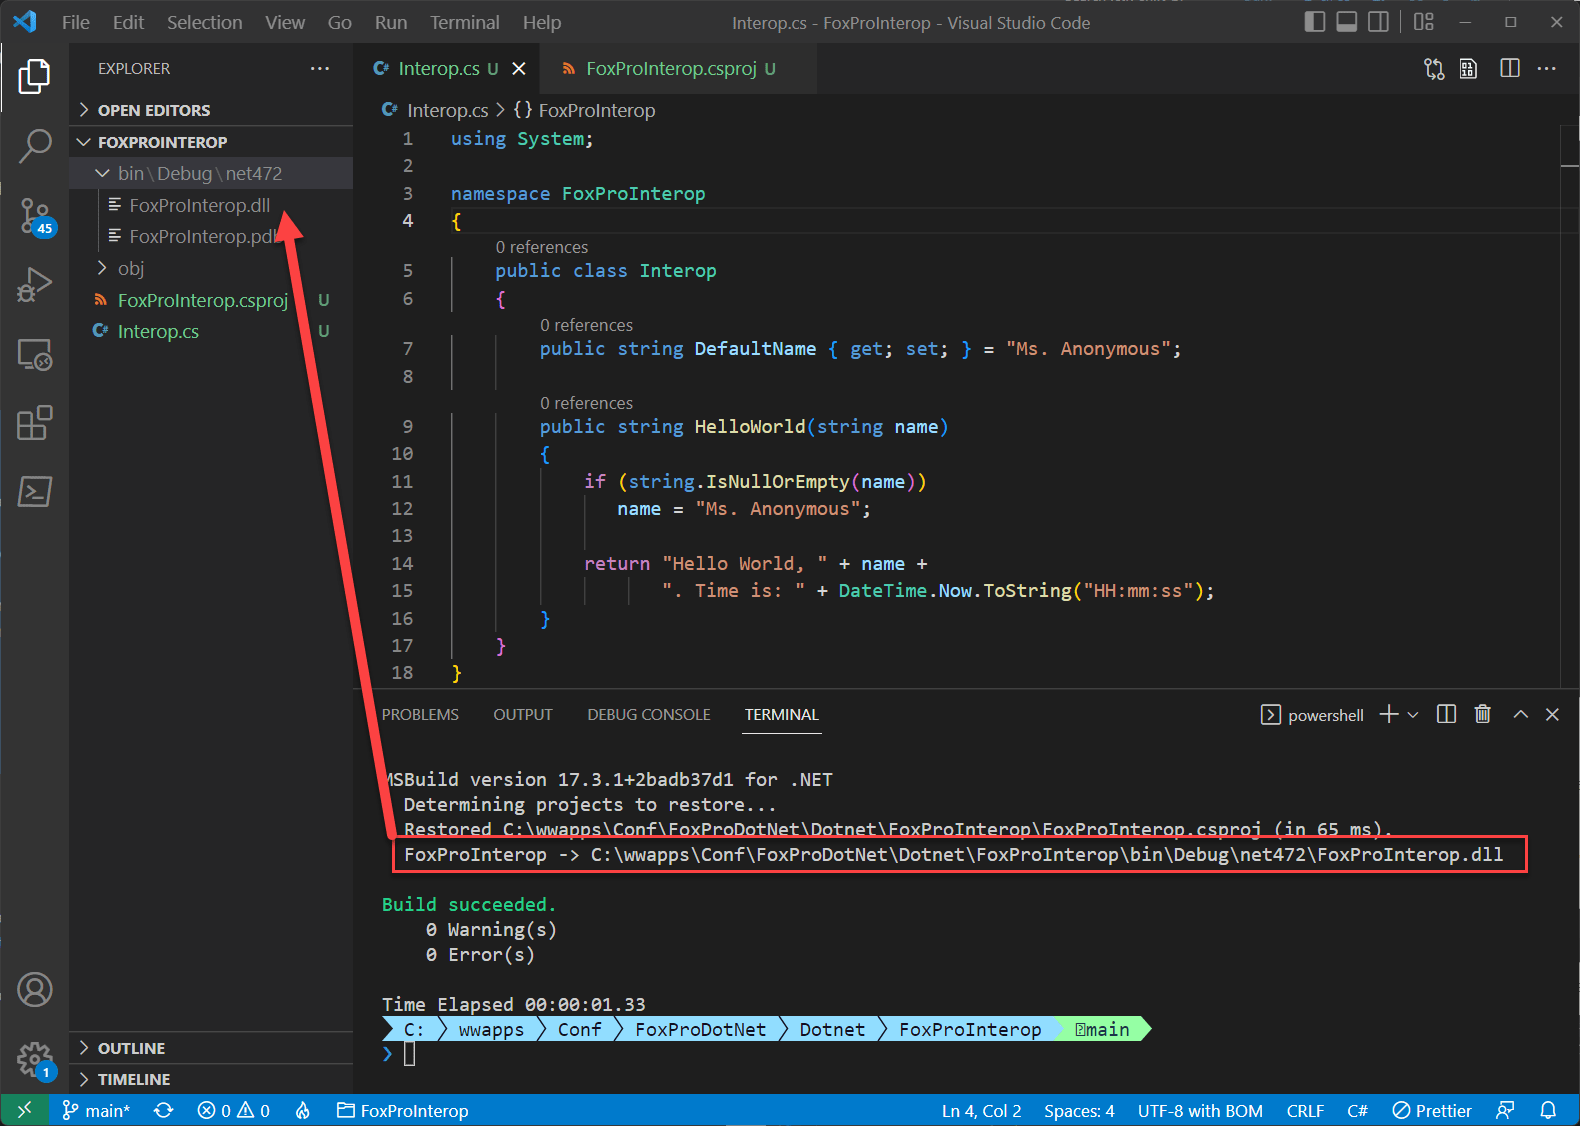 File Edit Selection View Go Run Terminal Help
Interop.cs - FoxProInterop - Visual Studio Code
EXPLORER
OPEN EDITORS
FOXPROINTEROP
bin\Debug\net472
FoxProInterop.dll
FoxProInterop.pdb
obj
FoxProInterop.csproj U
Interop.cs U
OUTLINE
TIMELINE
45
1
C# Interop.cs U
FoxProInterop.csproj U
C# Interop.cs > {} FoxProInterop
1 using System;
2
3 namespace FoxProInterop
4 {
0 references
5 public class Interop
6 {
0 references
7 public string DefaultName { get; set; } = "Ms. Anonymous";
8
0 references
9 public string HelloWorld(string name)
10 {
11 if (string.IsNullOrEmpty(name))
12 name = "Ms. Anonymous";
13
14 return "Hello World, " + name +
15 ". Time is: " + DateTime.Now.ToString("HH:mm:ss");
16 }
17 }
18 }
PROBLEMS OUTPUT DEBUG CONSOLE TERMINAL
powershell
MSBuild version 17.3.1+2badb37d1 for .NET
Determining projects to restore...
Restored C:\wwapps\Conf\FoxProDotNet\Dotnet\FoxProInterop\FoxProInterop.csproj (in 65 ms).
FoxProInterop -> C:\wwapps\Conf\FoxProDotNet\Dotnet\FoxProInterop\bin\Debug\net472\FoxProInterop.dll
Build succeeded.
0 Warning(s)
0 Error(s)
Time Elapsed 00:00:01.33
C: wwapps Conf FoxProDotNet Dotnet FoxProInterop main
main* 0 0 FoxProInterop
Ln 4, Col 2 Spaces: 4 UTF-8 with BOM CRLF C# Prettier